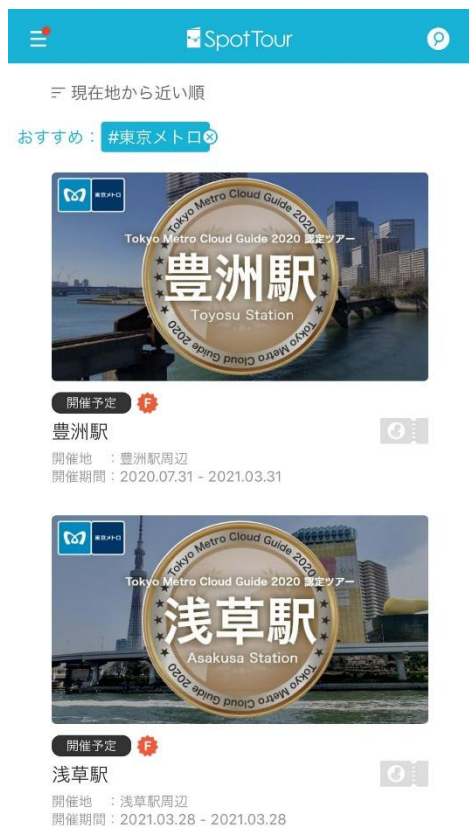 SpotTour
現在地から近い順
おすすめ：#東京メトロ
東京メトロ
Tokyo Metro Cloud Guide 2020
Tokyo Metro Cloud Guide 2020 認定ツアー
豊洲駅
Toyosu Station
Tokyo Metro Cloud Guide 2020
開催予定 F
豊洲駅
開催地　：豊洲駅周辺
開催期間：2020.07.31 - 2021.03.31
東京メトロ
Tokyo Metro Cloud Guide 2020
Tokyo Metro Cloud Guide 2020 認定ツアー
浅草駅
Asakusa Station
Tokyo Metro Cloud Guide 2020
開催予定 F
浅草駅
開催地　：浅草駅周辺
開催期間：2021.03.28 - 2021.03.28